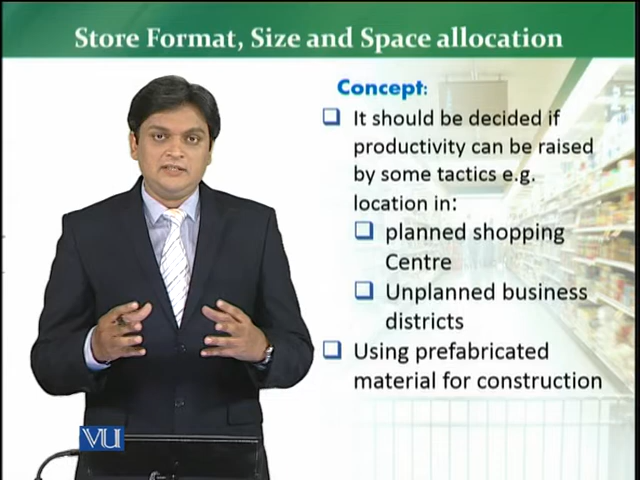 Store Format, Size and Space allocation
Concept:
It should be decided if
productivity can be raised
by some tactics e.g.
location in:
planned shopping
Centre
Unplanned business
districts
Using prefabricated
material for construction
VU